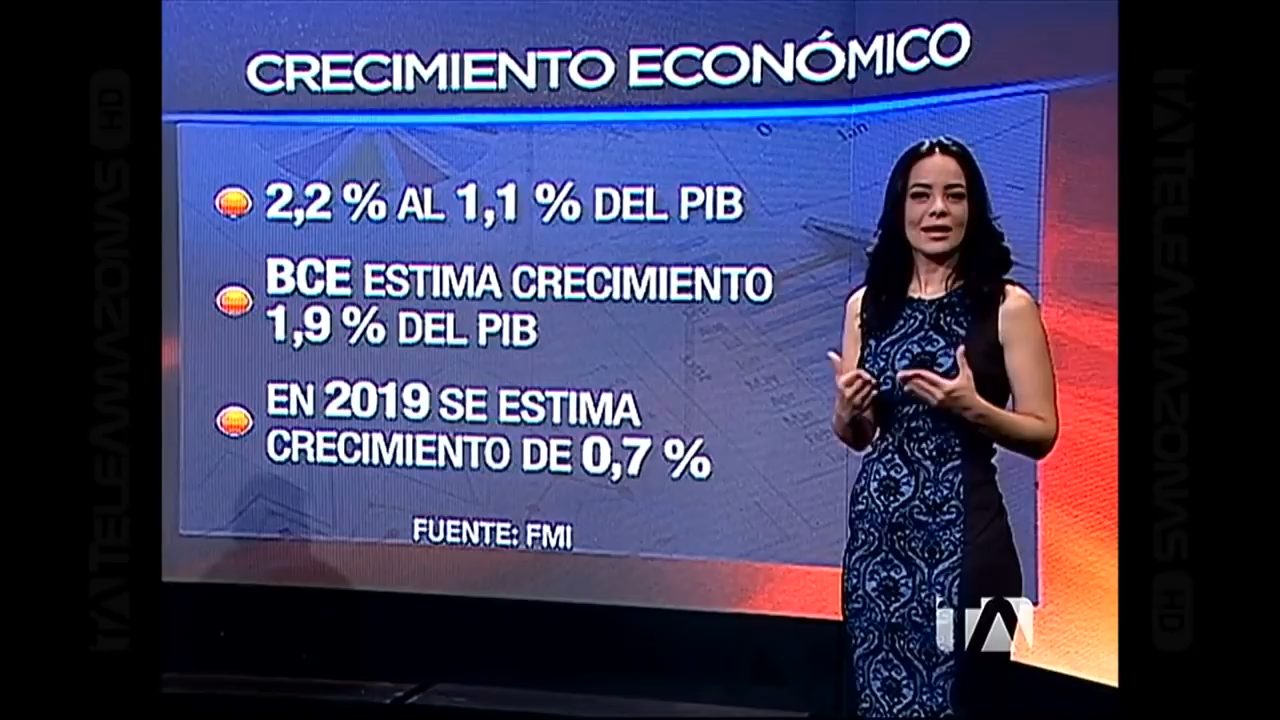 CRECIMIENTO ECONÓMICO
2,2 % AL 1,1 % DEL PIB
BCE ESTIMA CRECIMIENTO
1,9 % DEL PIB
EN 2019 SE ESTIMA
CRECIMIENTO DE 0,7 %
FUENTE: FMI
TELEAMAZONAS HD
TELEAMAZONAS HD